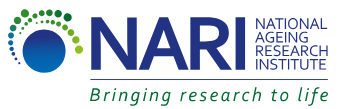 NARI
NATIONAL
AGEING
RESEARCH
INSTITUTE
Bringing research to life